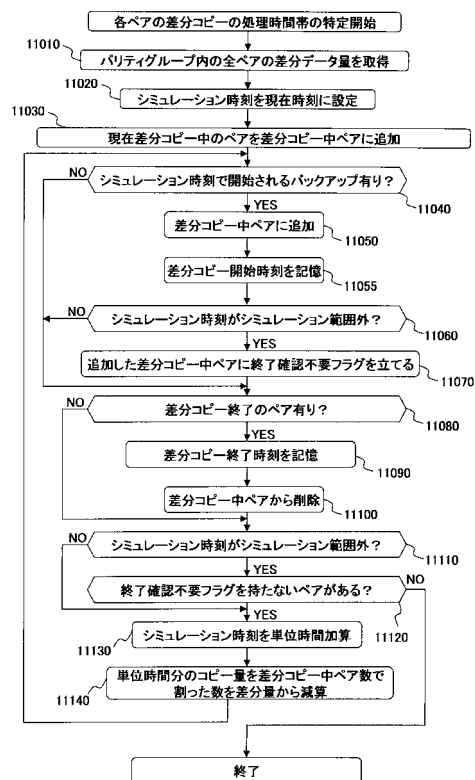 各ペアの差分コピーの処理時間帯の特定開始
11010
パリティグループ内の全ペアの差分データ量を取得
11020
シミュレーション時刻を現在時刻に設定
11030
現在差分コピー中のペアを差分コピー中ペアに追加
NO
シミュレーション時刻で開始されるバックアップ有り?
11040
YES
差分コピー中ペアに追加
11050
差分コピー開始時刻を記憶
11055
NO
シミュレーション時刻がシミュレーション範囲外?
11060
YES
追加した差分コピー中ペアに終了確認不要フラグを立てる
11070
NO
差分コピー終了のペア有り?
11080
YES
差分コピー終了時刻を記憶
11090
差分コピー中ペアから削除
11100
NO
シミュレーション時刻がシミュレーション範囲外?
11110
YES
終了確認不要フラグを持たないペアがある?
NO
11120
YES
11130
シミュレーション時刻を単位時間加算
11140
単位時間分のコピー量を差分コピー中ペア数で
割った数を差分量から減算
終了